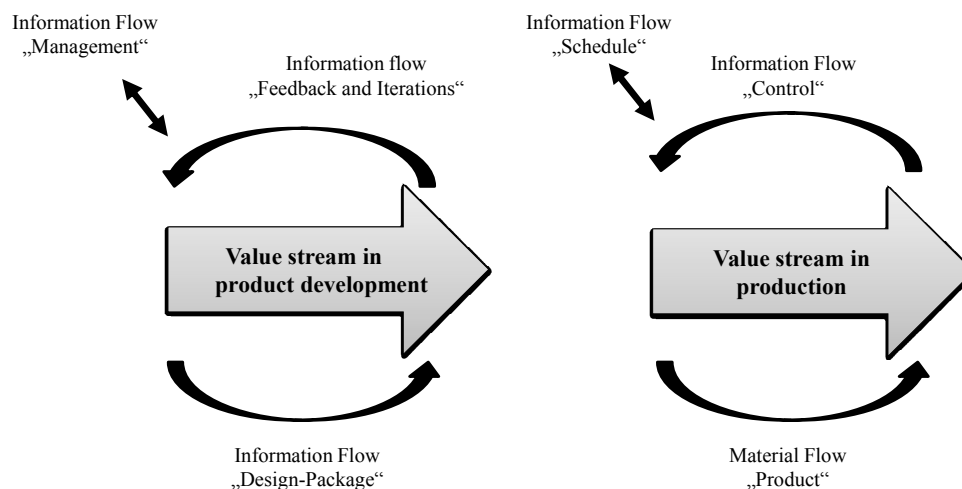 Information Flow
„Management“
Information flow
„Feedback and Iterations“
Value stream in
product development
Information Flow
„Design-Package“
Information Flow
„Schedule“
Information Flow
„Control“
Value stream in
production
Material Flow
„Product“